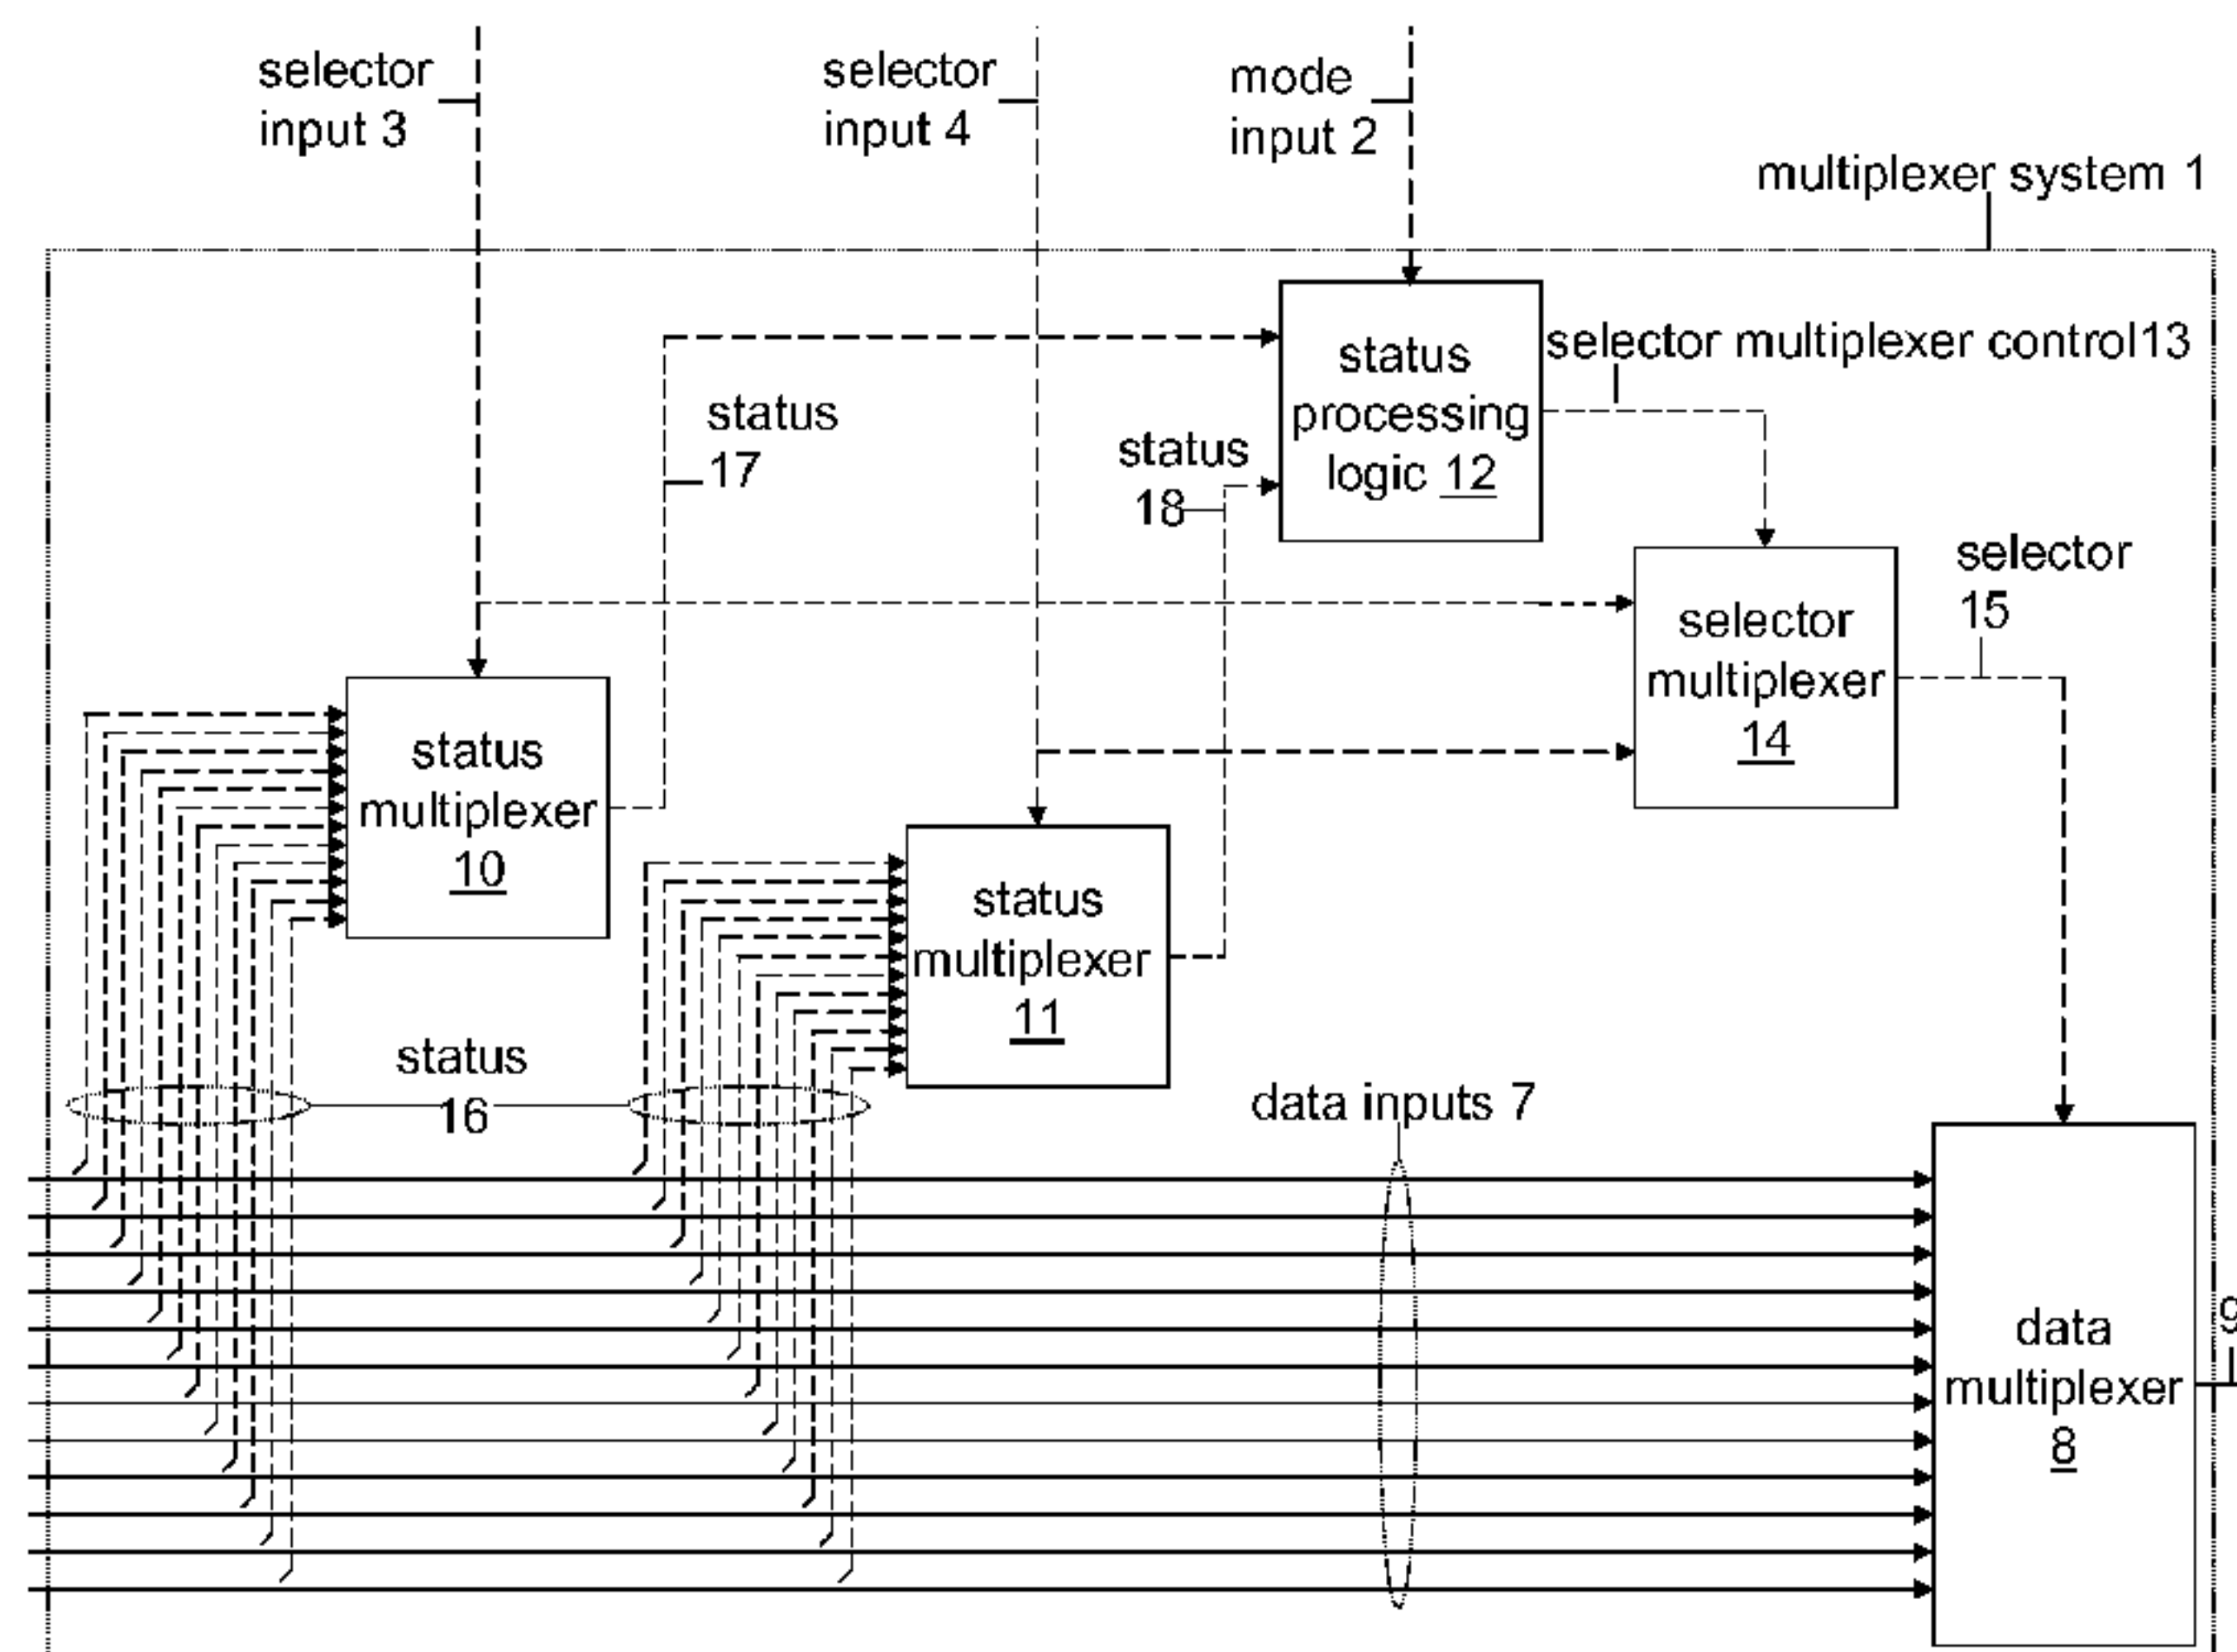 selector
input 3
selector
input 4
mode
input 2
multiplexer system 1
status
processing
logic 12
selector multiplexer control13
status
17
status
18
selector
15
selector
multiplexer
14
status
multiplexer
10
status
multiplexer
11
status
16
data inputs 7
data
multiplexer
8
9